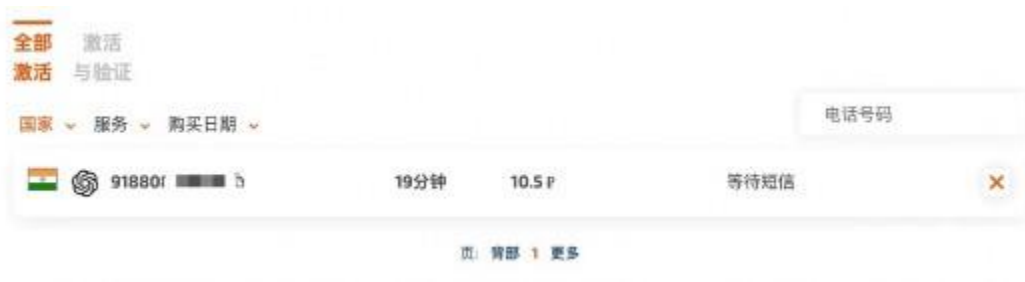 全部 激活
激活 与验证
国家 服务 购买日期
电话号码
91880 19分钟 10.5 ₽ 等待短信
页: 背部 1 更多